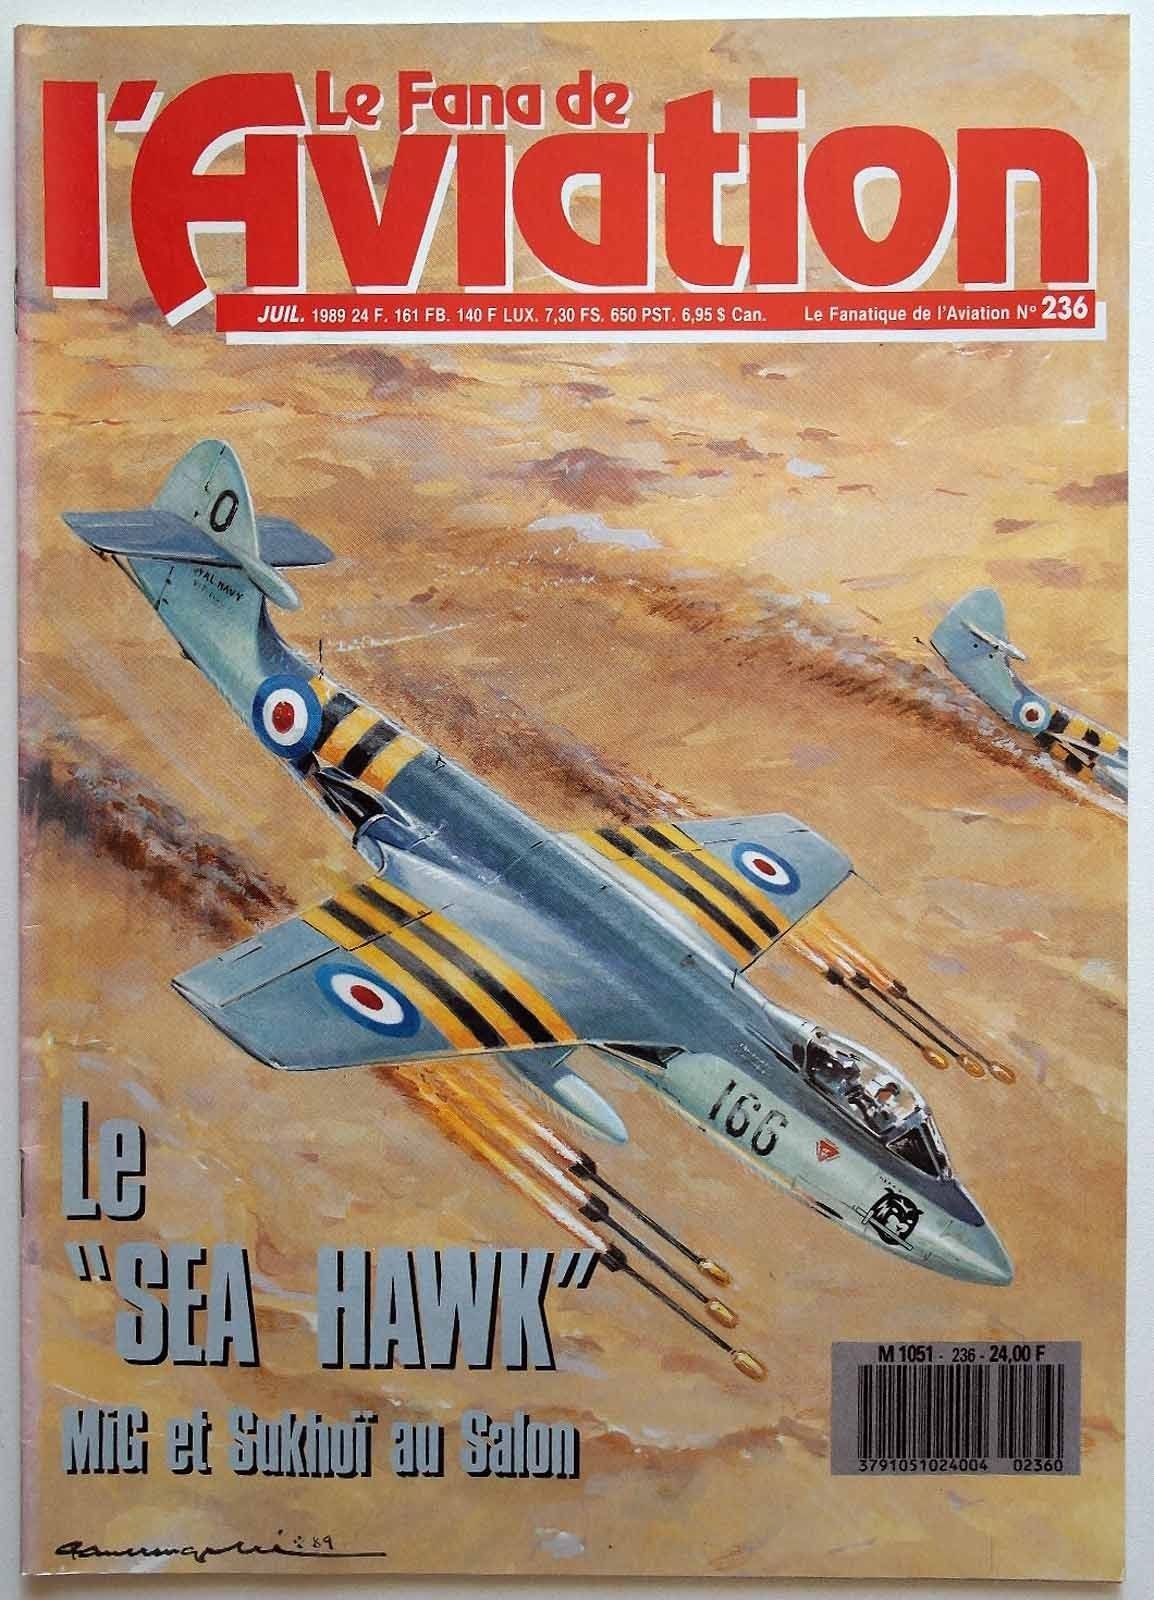 Le Fana de
l'Aviation
JUIL. 1989 24 F. 161 FB. 140 F LUX. 7,30 FS. 650 PST. 6,95 $ Can. Le Fanatique de l'Aviation N° 236
0
NAVY
166
Le
"SEA HAWK"
MiG et Sukhoï au Salon
M 1051 - 236 - 24,00 F
3791051024004 02360
89